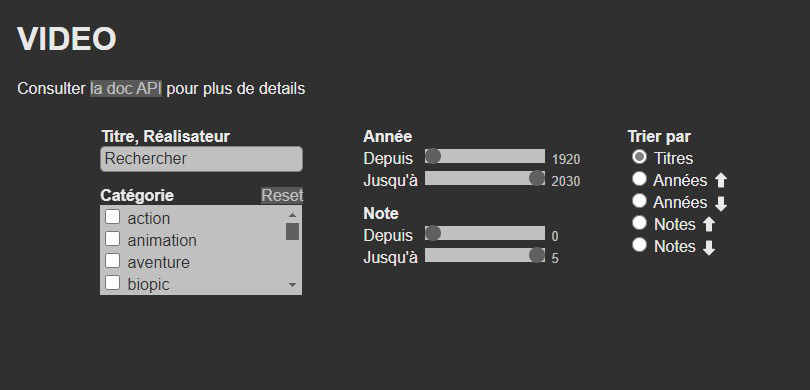 VIDEO
Consulter la doc API pour plus de details
Titre, Réalisateur
Rechercher
Catégorie Reset
action
animation
aventure
biopic
Année
Depuis 1920
Jusqu'à 2030
Note
Depuis 0
Jusqu'à 5
Trier par
Titres
Années ⬆
Années ⬇
Notes ⬆
Notes ⬇